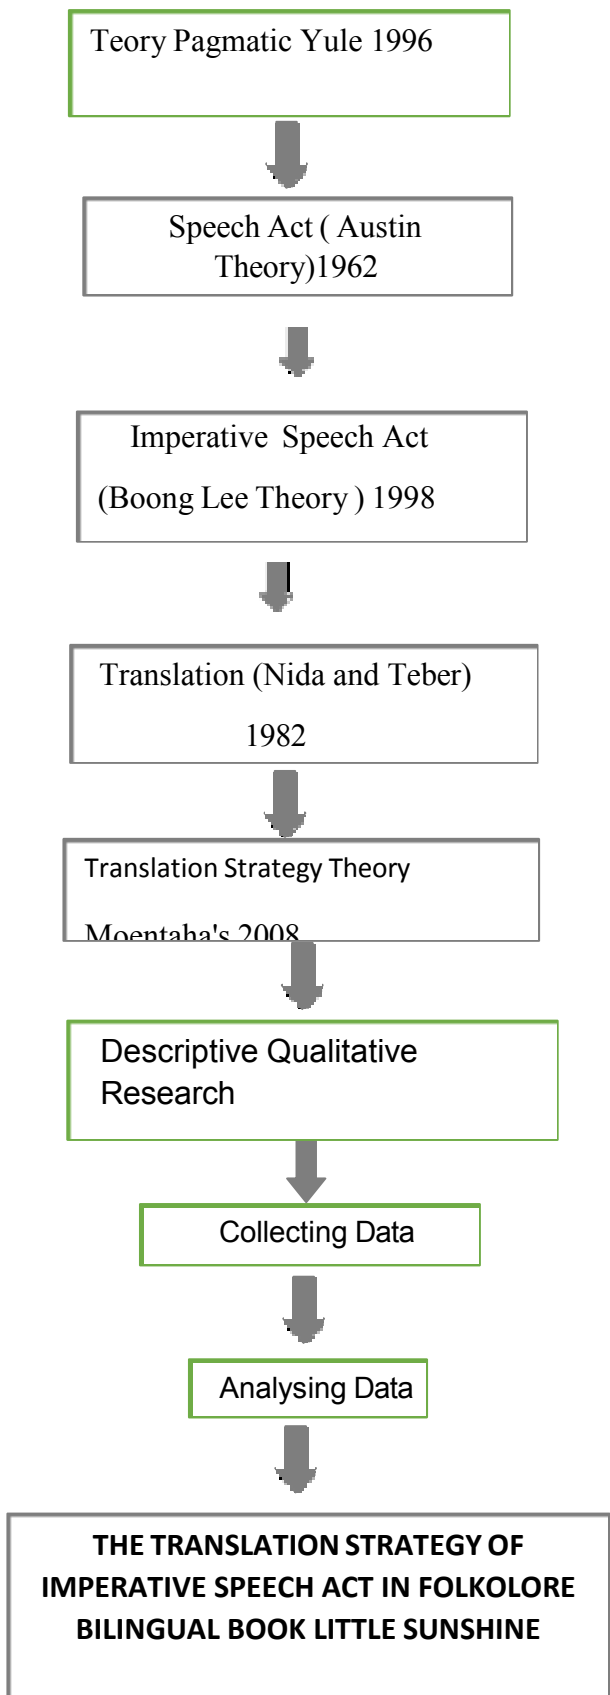 Teory Pagmatic Yule 1996
Speech Act ( Austin
Theory)1962
Imperative Speech Act
(Boong Lee Theory ) 1998
Translation (Nida and Teber)
1982
Translation Strategy Theory
Moentaha's 2008
Descriptive Qualitative
Research
Collecting Data
Analysing Data
THE TRANSLATION STRATEGY OF
IMPERATIVE SPEECH ACT IN FOLKOLORE
BILINGUAL BOOK LITTLE SUNSHINE